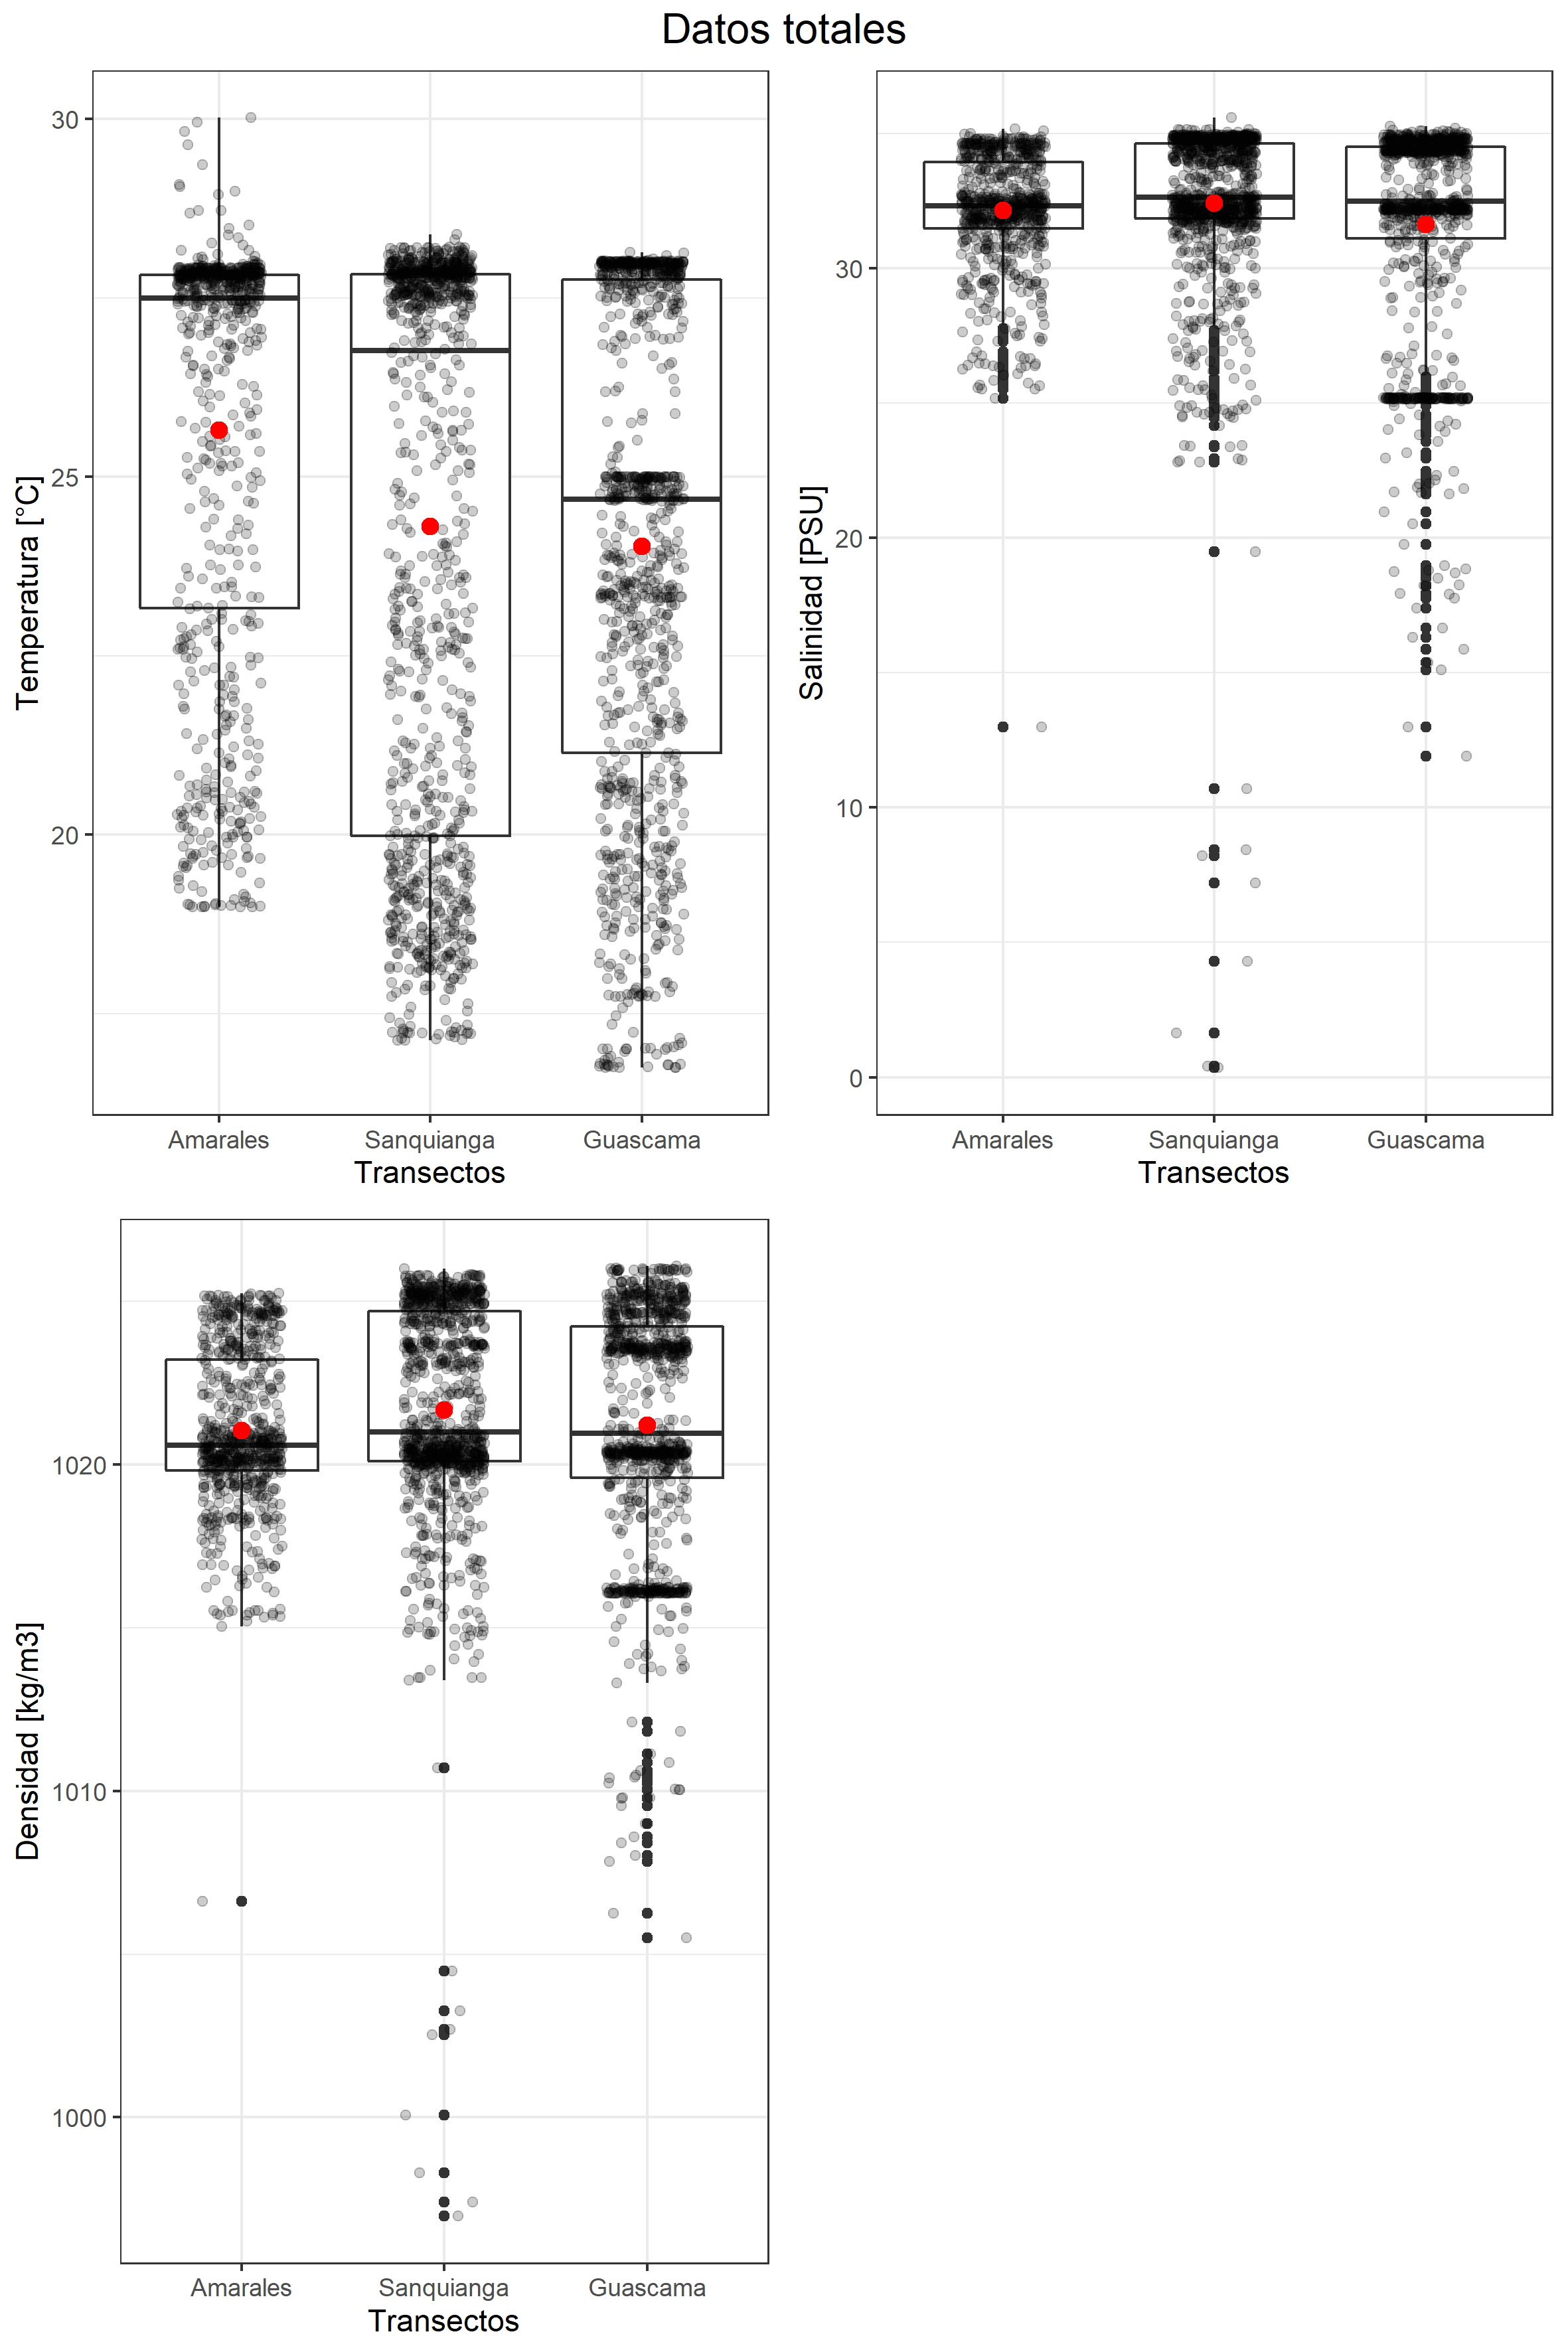 Datos totales
Temperatura [°C]
30
25
20
Amarales Sanquianga Guascama
Transectos
Salinidad [PSU]
30
20
10
0
Amarales Sanquianga Guascama
Transectos
Densidad [kg/m3]
1020
1010
1000
Amarales Sanquianga Guascama
Transectos